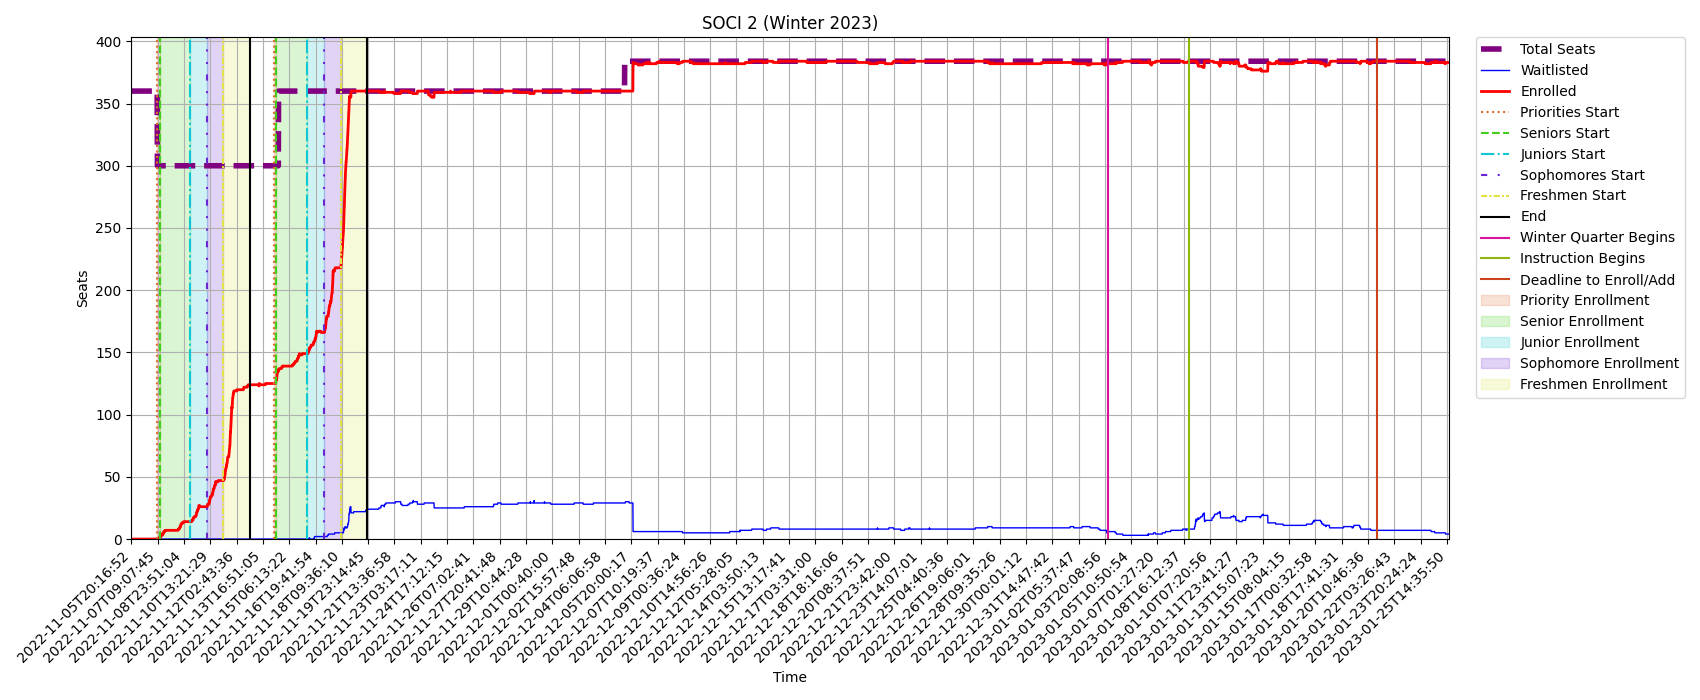 SOCI 2 (Winter 2023)
Seats
400
350
300
250
200
150
100
50
0
2022-11-05T20:16:52
2022-11-07T09:07:45
2022-11-08T23:51:04
2022-11-10T13:21:29
2022-11-12T02:43:36
2022-11-13T16:51:05
2022-11-15T06:13:22
2022-11-16T19:41:54
2022-11-18T09:36:10
2022-11-19T23:14:45
2022-11-21T13:36:58
2022-11-23T03:17:11
2022-11-24T17:12:15
2022-11-26T07:02:41
2022-11-27T20:41:48
2022-11-29T10:44:28
2022-12-01T00:40:00
2022-12-02T15:57:48
2022-12-04T06:06:58
2022-12-05T20:00:17
2022-12-07T10:19:37
2022-12-09T00:36:24
2022-12-10T14:56:26
2022-12-12T05:28:05
2022-12-14T03:50:13
2022-12-15T13:17:41
2022-12-17T03:31:00
2022-12-18T18:16:06
2022-12-20T08:37:51
2022-12-21T23:42:00
2022-12-23T14:07:01
2022-12-25T04:40:36
2022-12-26T19:06:01
2022-12-28T09:35:26
2022-12-30T00:01:12
2022-12-31T14:47:42
2023-01-02T05:37:47
2023-01-03T20:08:56
2023-01-05T10:50:54
2023-01-07T01:27:20
2023-01-08T16:12:37
2023-01-10T07:20:56
2023-01-11T23:41:27
2023-01-13T15:07:23
2023-01-15T08:04:15
2023-01-17T00:32:58
2023-01-18T17:41:31
2023-01-20T10:46:36
2023-01-22T03:26:43
2023-01-23T20:24:24
2023-01-25T14:35:50
Time
Total Seats
Waitlisted
Enrolled
Priorities Start
Seniors Start
Juniors Start
Sophomores Start
Freshmen Start
End
Winter Quarter Begins
Instruction Begins
Deadline to Enroll/Add
Priority Enrollment
Senior Enrollment
Junior Enrollment
Sophomore Enrollment
Freshmen Enrollment